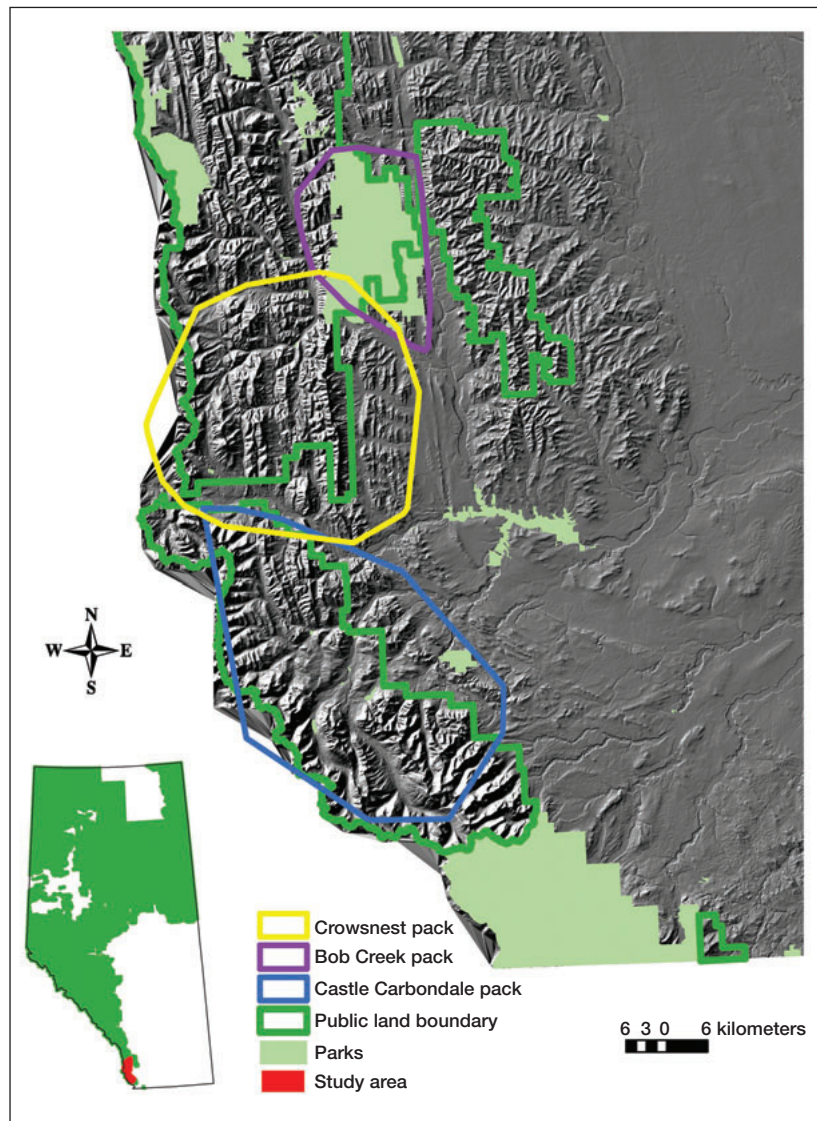 N
W E
S
Crowsnest pack
Bob Creek pack
Castle Carbondale pack
Public land boundary
Parks
Study area
6 3 0 6 kilometers